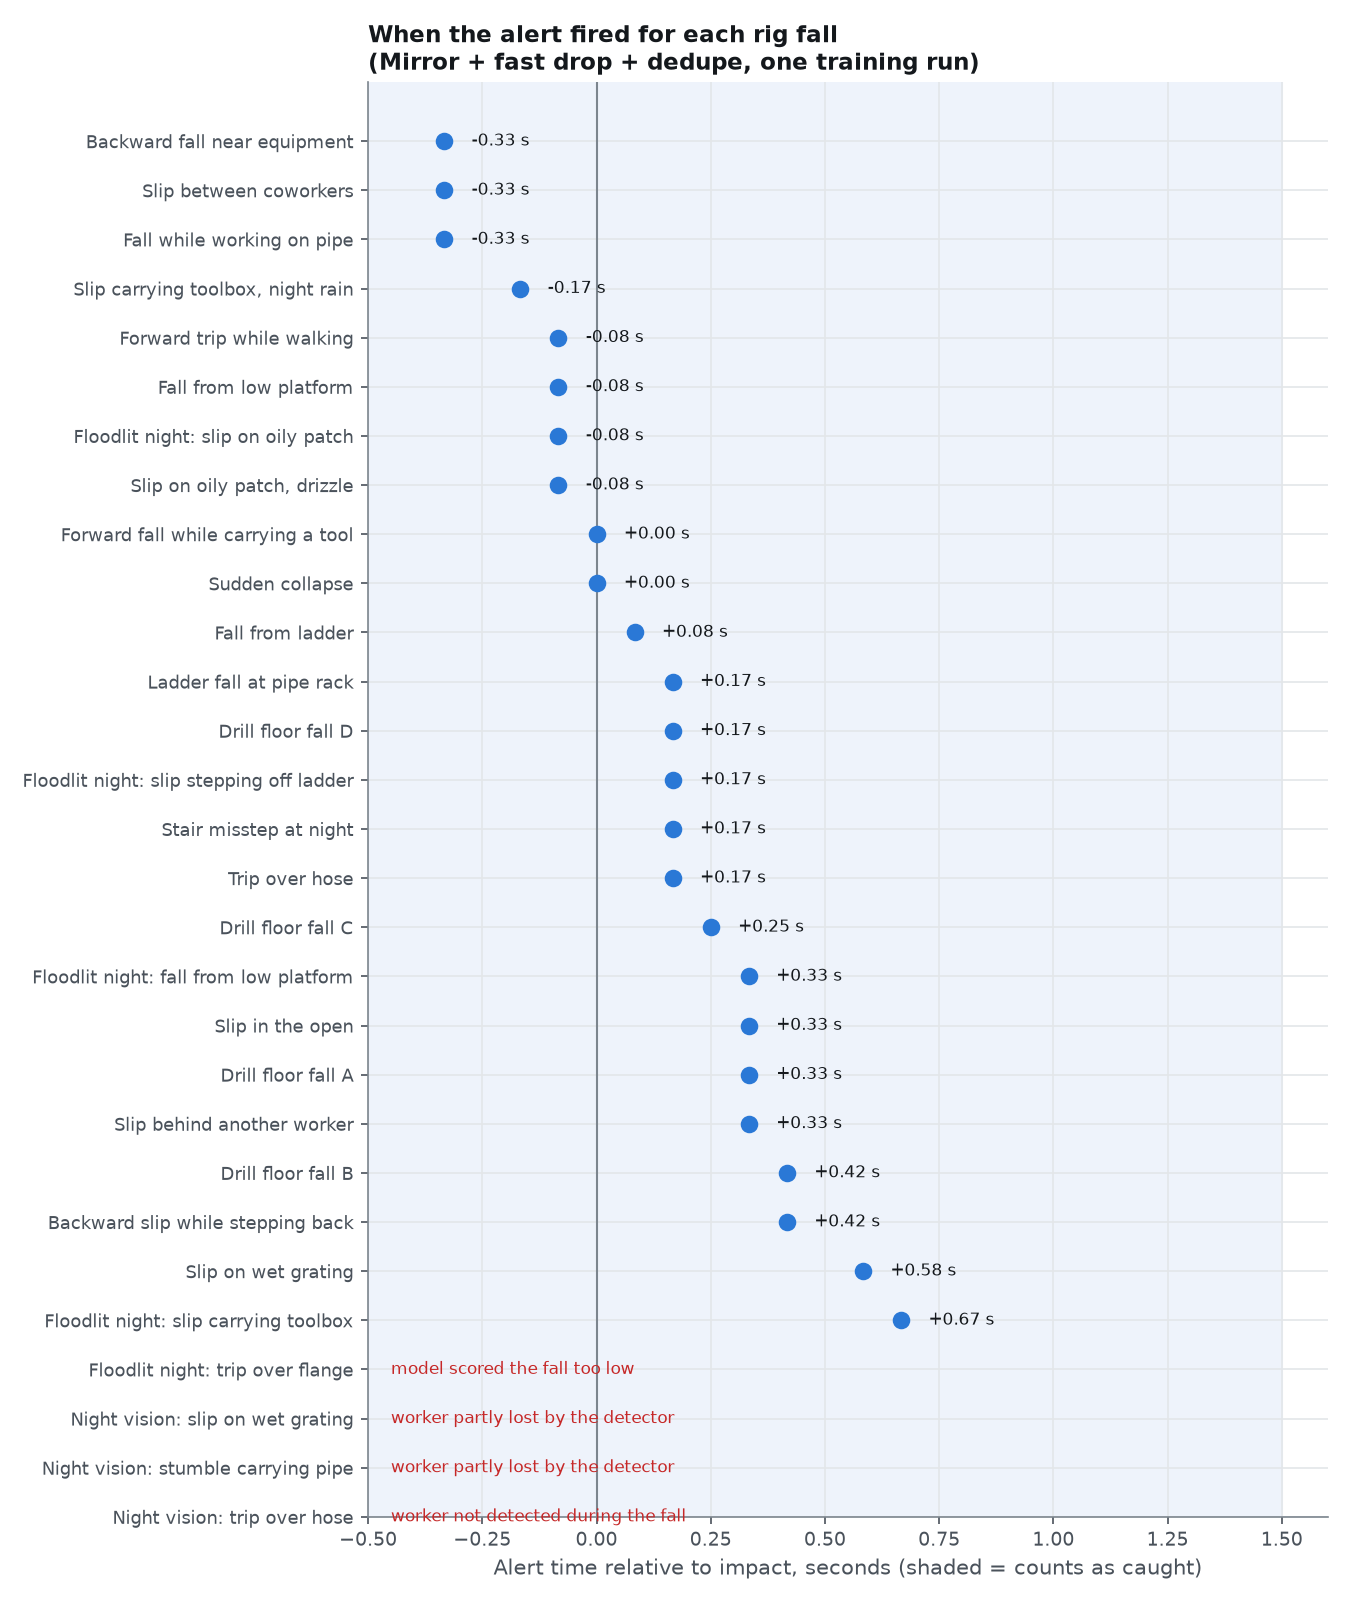 When the alert fired for each rig fall
(Mirror + fast drop + dedupe, one training run)
Backward fall near equipment -0.33 s
Slip between coworkers -0.33 s
Fall while working on pipe -0.33 s
Slip carrying toolbox, night rain -0.17 s
Forward trip while walking -0.08 s
Fall from low platform -0.08 s
Floodlit night: slip on oily patch -0.08 s
Slip on oily patch, drizzle -0.08 s
Forward fall while carrying a tool +0.00 s
Sudden collapse +0.00 s
Fall from ladder +0.08 s
Ladder fall at pipe rack +0.17 s
Drill floor fall D +0.17 s
Floodlit night: slip stepping off ladder +0.17 s
Stair misstep at night +0.17 s
Trip over hose +0.17 s
Drill floor fall C +0.25 s
Floodlit night: fall from low platform +0.33 s
Slip in the open +0.33 s
Drill floor fall A +0.33 s
Slip behind another worker +0.33 s
Drill floor fall B +0.42 s
Backward slip while stepping back +0.42 s
Slip on wet grating +0.58 s
Floodlit night: slip carrying toolbox +0.67 s
Floodlit night: trip over flange model scored the fall too low
Night vision: slip on wet grating worker partly lost by the detector
Night vision: stumble carrying pipe worker partly lost by the detector
Night vision: trip over hose worker not detected during the fall
−0.50 −0.25 0.00 0.25 0.50 0.75 1.00 1.25 1.50
Alert time relative to impact, seconds (shaded = counts as caught)